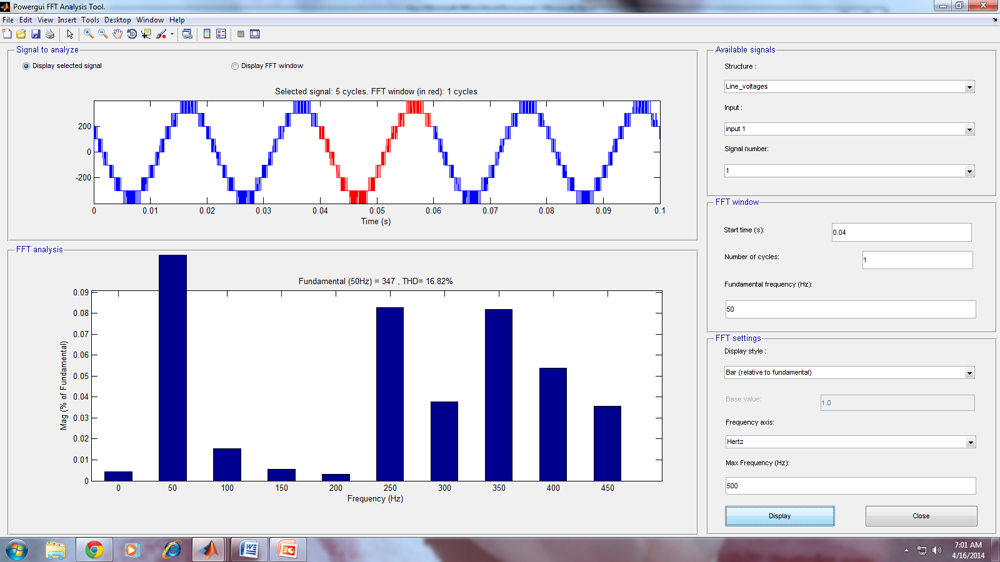 Powergui FFT Analysis Tool.
File Edit View Insert Tools Desktop Window Help
Signal to analyze
Display selected signal
Display FFT window
Selected signal: 5 cycles. FFT window (in red): 1 cycles
200
0
-200
0 0.01 0.02 0.03 0.04 0.05 0.06 0.07 0.08 0.09 0.1
Time (s)
FFT analysis
Fundamental (50Hz) = 347 , THD= 16.82%
0.09
0.08
0.07
0.06
0.05
0.04
0.03
0.02
0.01
0
Mag (% of Fundamental)
0 50 100 150 200 250 300 350 400 450
Frequency (Hz)
Available signals
Structure :
Line_voltages
Input :
input 1
Signal number:
1
FFT window
Start time (s):
0.04
Number of cycles:
1
Fundamental frequency (Hz):
50
FFT settings
Display style :
Bar (relative to fundamental)
Base value:
1.0
Frequency axis:
Hertz
Max Frequency (Hz):
500
Display
Close
7:01 AM
4/16/2014